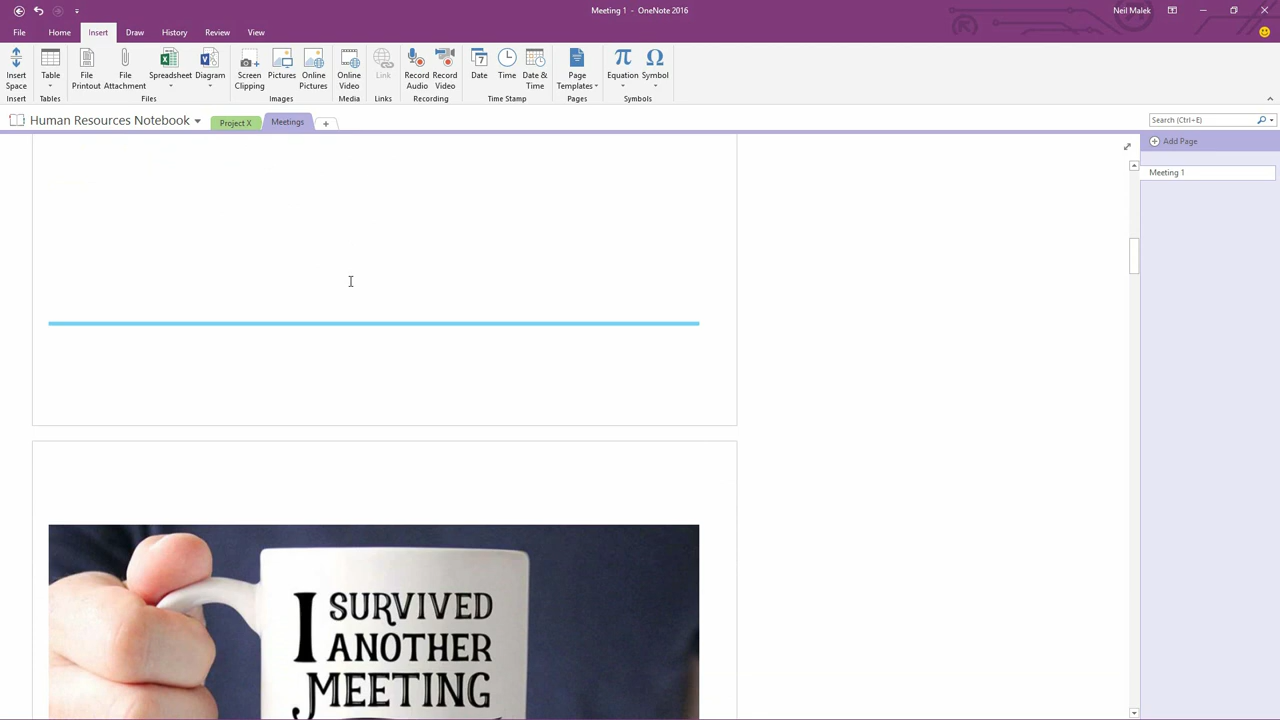 Meeting 1 - OneNote 2016
Neil Malek
File Home Insert Draw History Review View
Insert Space
Table
File Printout
File Attachment
Spreadsheet
Diagram
Screen Clipping
Pictures
Online Pictures
Online Video
Link
Record Audio
Record Video
Date
Time
Date & Time
Page Templates
Equation
Symbol
Insert Tables Files Images Media Links Recording Time Stamp Pages Symbols
Human Resources Notebook
Project X
Meetings
Search (Ctrl+E)
Add Page
Meeting 1
I SURVIVED
ANOTHER
MEETING